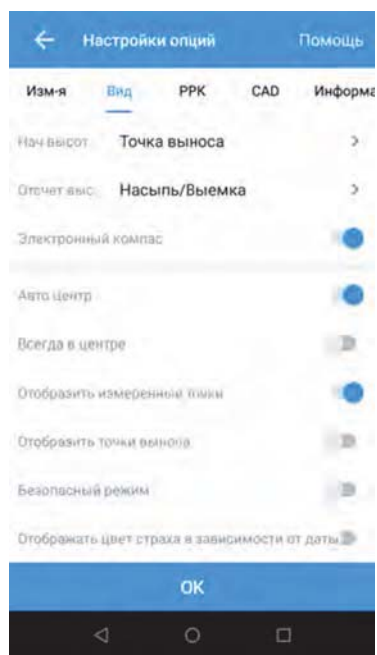 Настройки опций Помощь
Изм-я Вид PPK CAD Информа
Нач высот Точка выноса
Отсчет выс. Насыпь/Выемка
Электронный компас
Авто центр
Всегда в центре
Отобразить измеренные точки
Отобразить точки выноса
Безопасный режим
Отображать цвет страха в зависимости от даты
OK